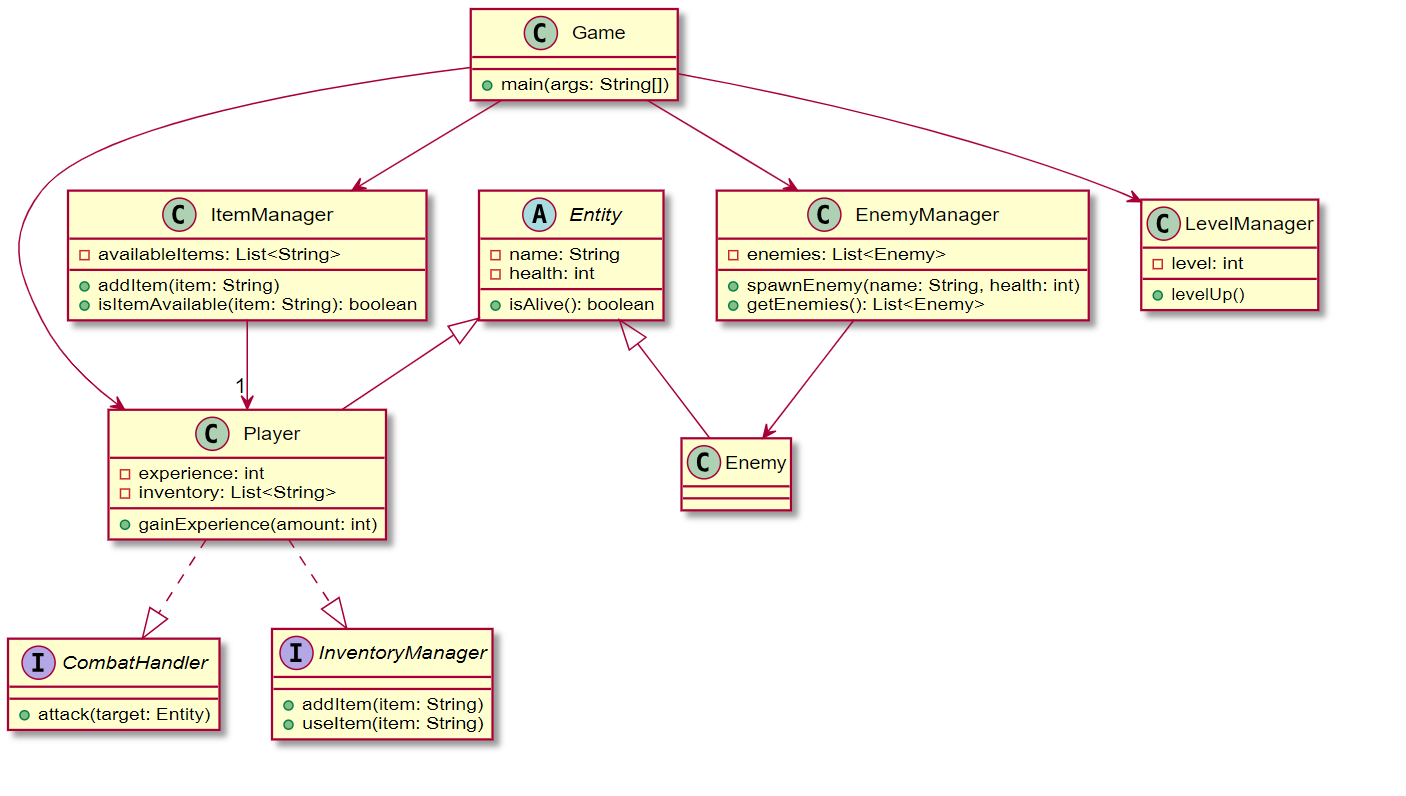 C Game
main(args: String[])
C ItemManager
availableItems: List<String>
addItem(item: String)
isItemAvailable(item: String): boolean
A Entity
name: String
health: int
isAlive(): boolean
C EnemyManager
enemies: List<Enemy>
spawnEnemy(name: String, health: int)
getEnemies(): List<Enemy>
C LevelManager
level: int
levelUp()
1
C Player
experience: int
inventory: List<String>
gainExperience(amount: int)
C Enemy
I CombatHandler
attack(target: Entity)
I InventoryManager
addItem(item: String)
useItem(item: String)